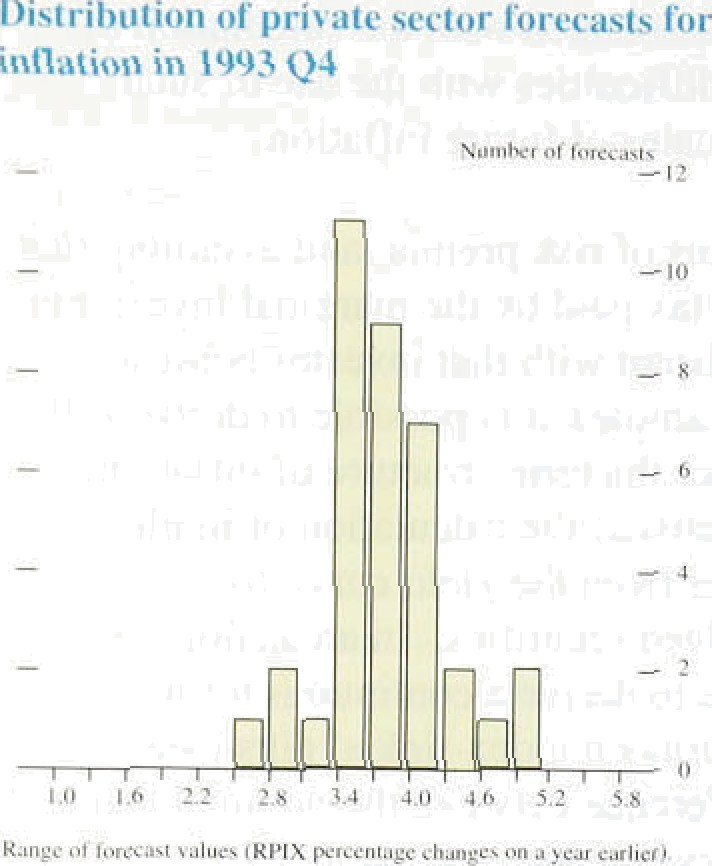 Distribution of private sector forecasts for
inflation in 1993 Q4
Number of forecasts
12
10
8
6
4
2
0
1.0 1.6 2.2 2.8 3.4 4.0 4.6 5.2 5.8
Range of forecast values (RPIX percentage changes on a year earlier).